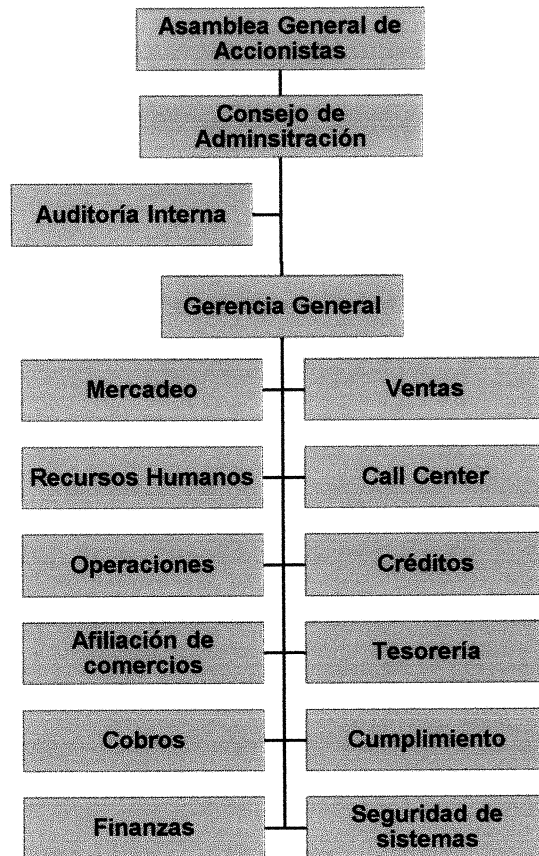 Asamblea General de
Accionistas
Consejo de
Adminsitración
Auditoría Interna
Gerencia General
Mercadeo
Ventas
Recursos Humanos
Call Center
Operaciones
Créditos
Afiliación de
comercios
Tesorería
Cobros
Cumplimiento
Finanzas
Seguridad de
sistemas